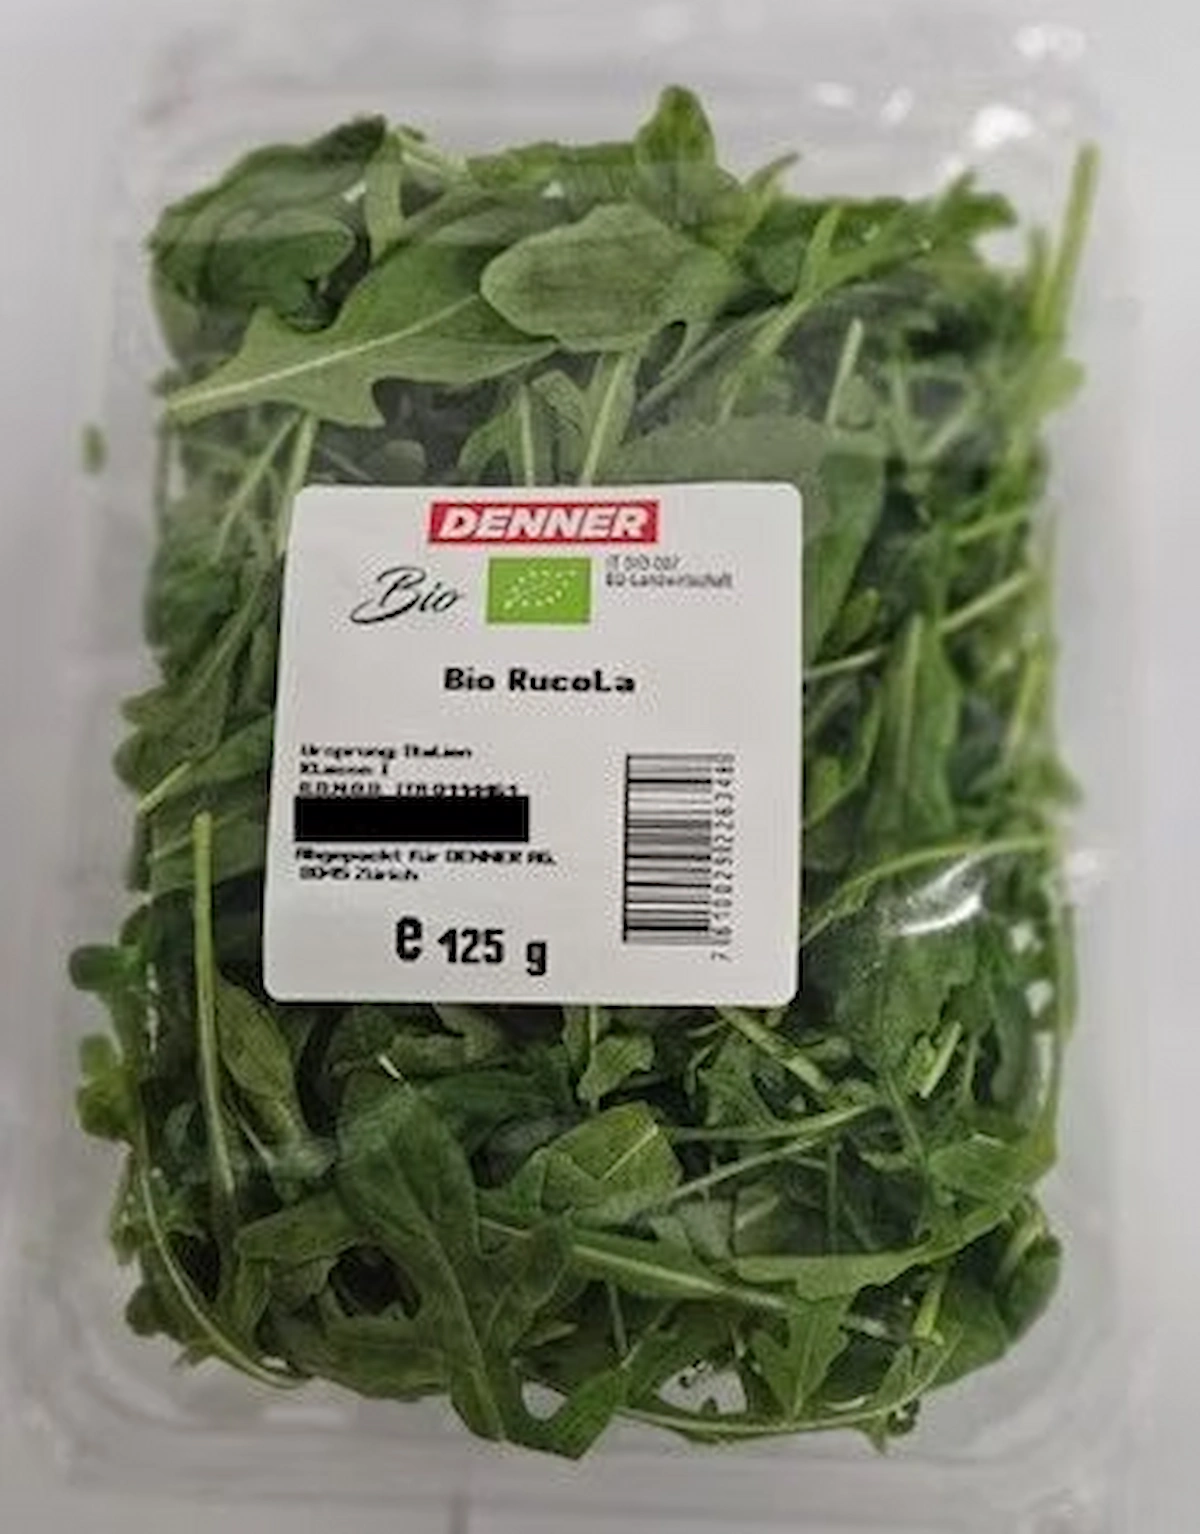 DENNER
Bio
IT BIO 007
EU-Landwirtschaft
Bio RucoLa
Ursprung: Italien
Klasse: I
Abgepackt für DENNER AG,
8045 Zürich
e 125 g